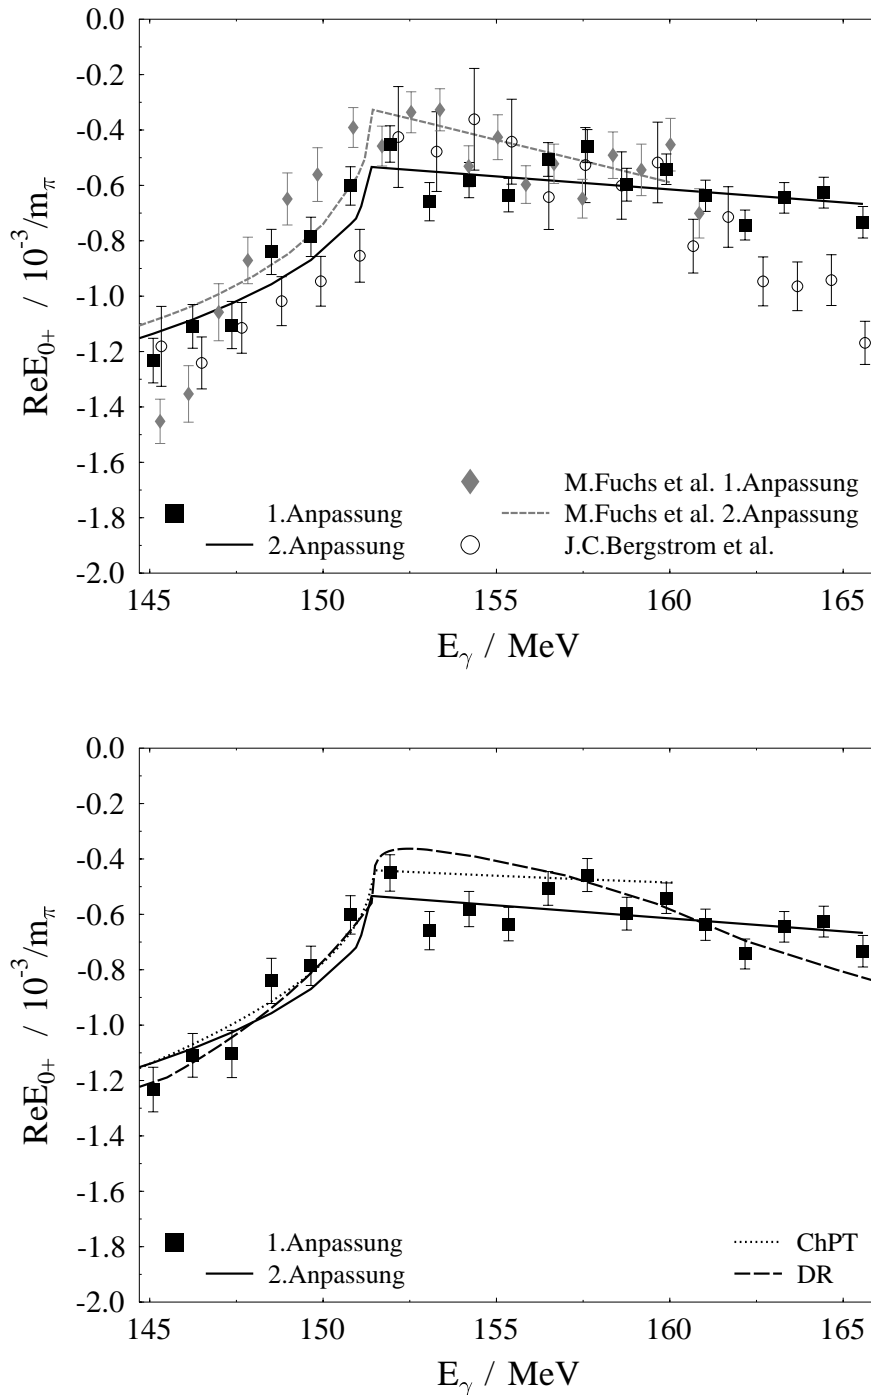 0.0
-0.2
-0.4
-0.6
-0.8
-1.0
-1.2
-1.4
-1.6
-1.8
-2.0
ReE0+ / 10^-3/mπ
M.Fuchs et al. 1.Anpassung
1.Anpassung
M.Fuchs et al. 2.Anpassung
2.Anpassung
J.C.Bergstrom et al.
145 150 155 160 165
Eγ / MeV
0.0
-0.2
-0.4
-0.6
-0.8
-1.0
-1.2
-1.4
-1.6
-1.8
-2.0
ReE0+ / 10^-3/mπ
1.Anpassung ChPT
2.Anpassung DR
145 150 155 160 165
Eγ / MeV